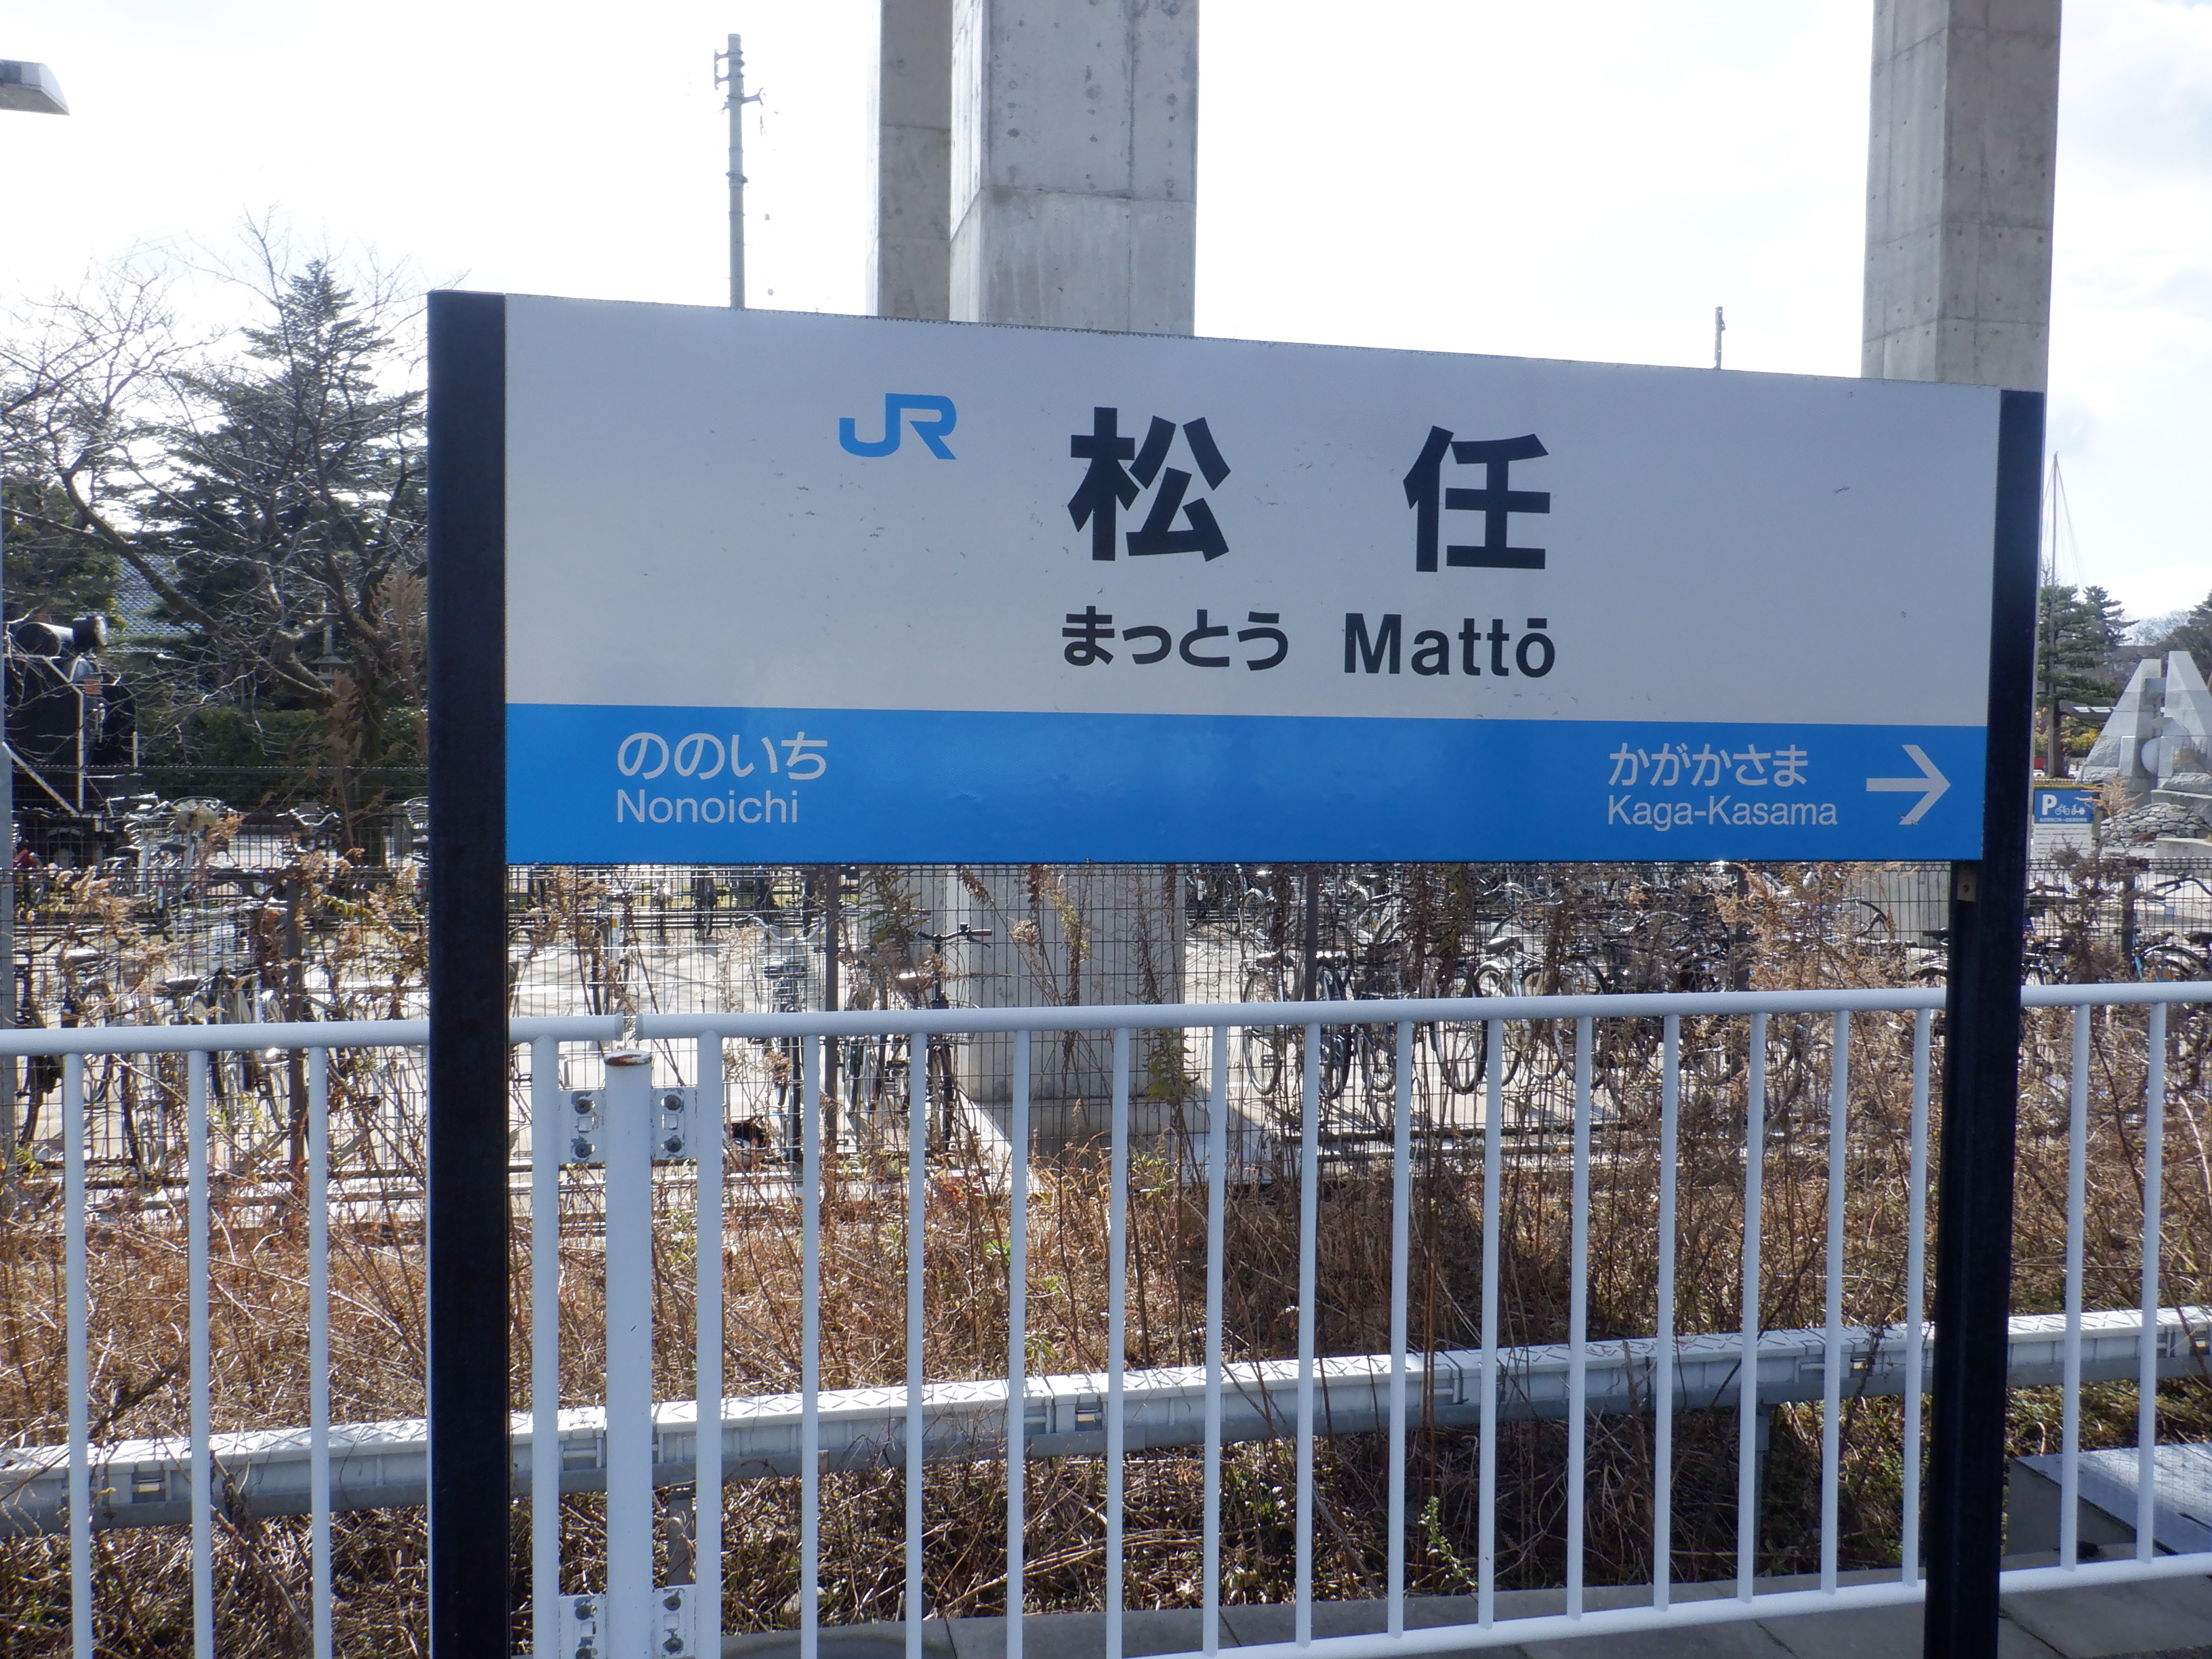 JR 松任
まっとう Mattō
ののいち
Nonoichi
かがかさま
Kaga-Kasama
P